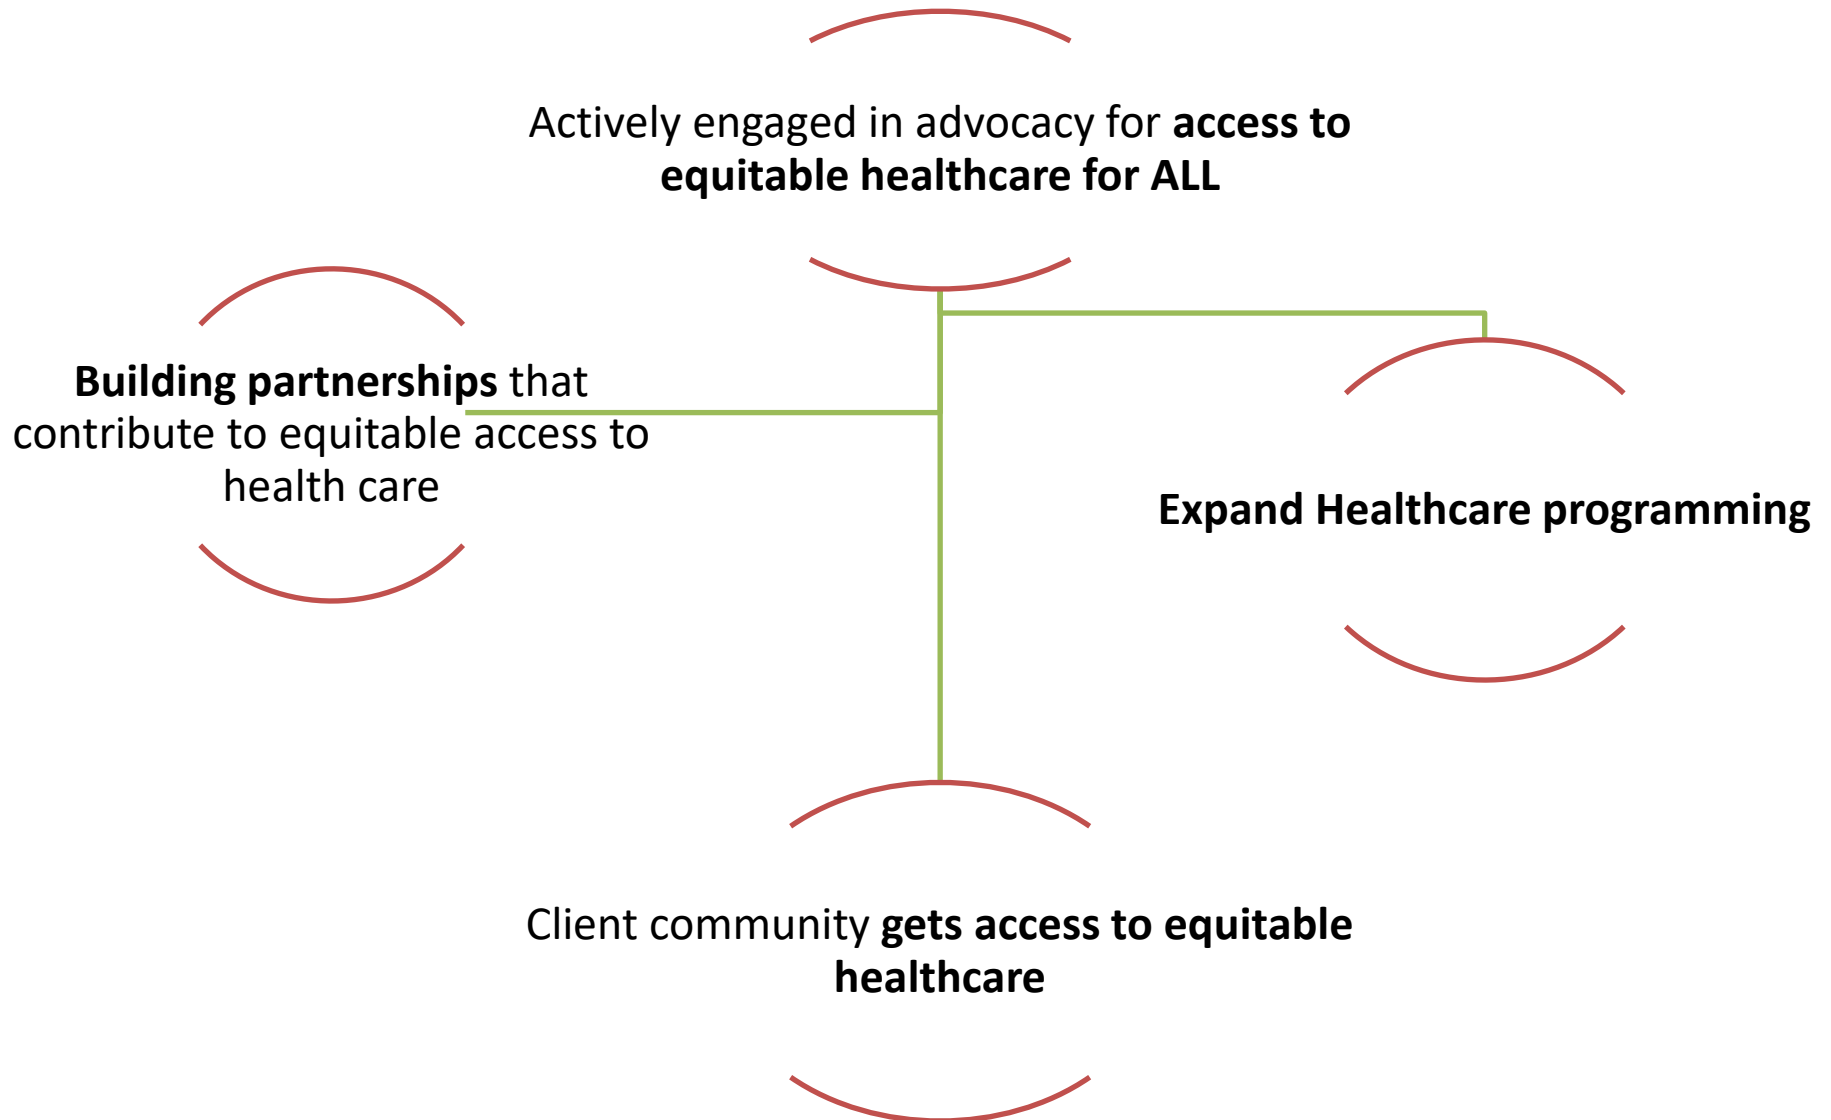 Actively engaged in advocacy for access to
equitable healthcare for ALL
Building partnerships that
contribute to equitable access to
health care
Expand Healthcare programming
Client community gets access to equitable
healthcare